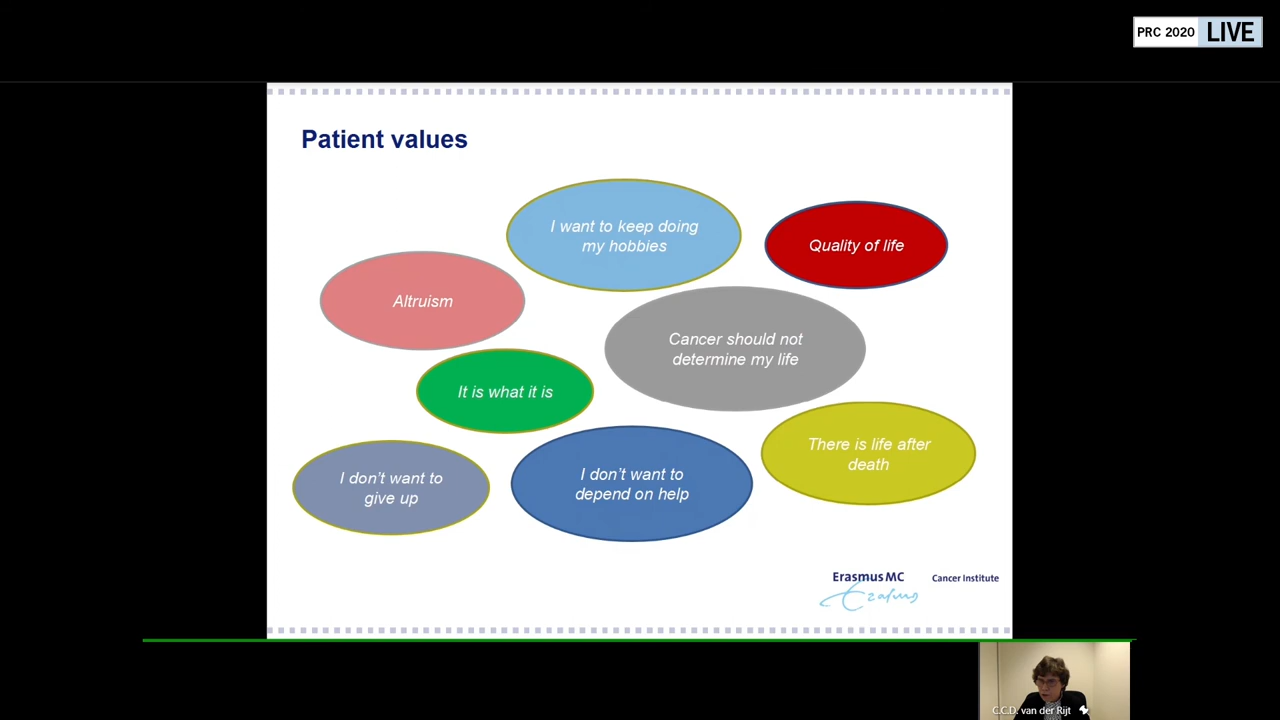 PRC 2020 LIVE
Patient values
I want to keep doing
my hobbies
Quality of life
Altruism
Cancer should not
determine my life
It is what it is
There is life after
death
I don't want to
give up
I don't want to
depend on help
Erasmus MC
Cancer Institute
Erasmus
C.C.D. van der Rijt